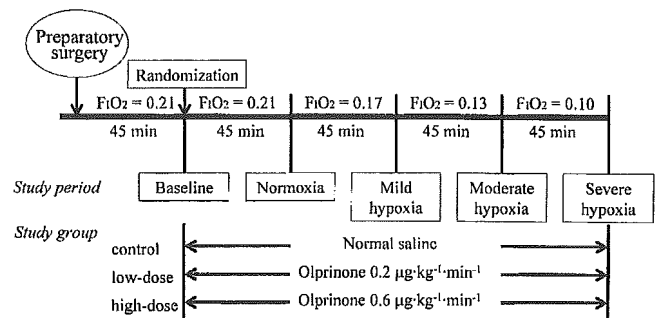 Preparatory
surgery
Randomization
FIO2 = 0.21 FIO2 = 0.21 FIO2 = 0.17 FIO2 = 0.13 FIO2 = 0.10
45 min 45 min 45 min 45 min 45 min
Study period Baseline Normoxia Mild hypoxia Moderate hypoxia Severe hypoxia
Study group
control Normal saline
low-dose Olprinone 0.2 µg·kg⁻¹·min⁻¹
high-dose Olprinone 0.6 µg·kg⁻¹·min⁻¹